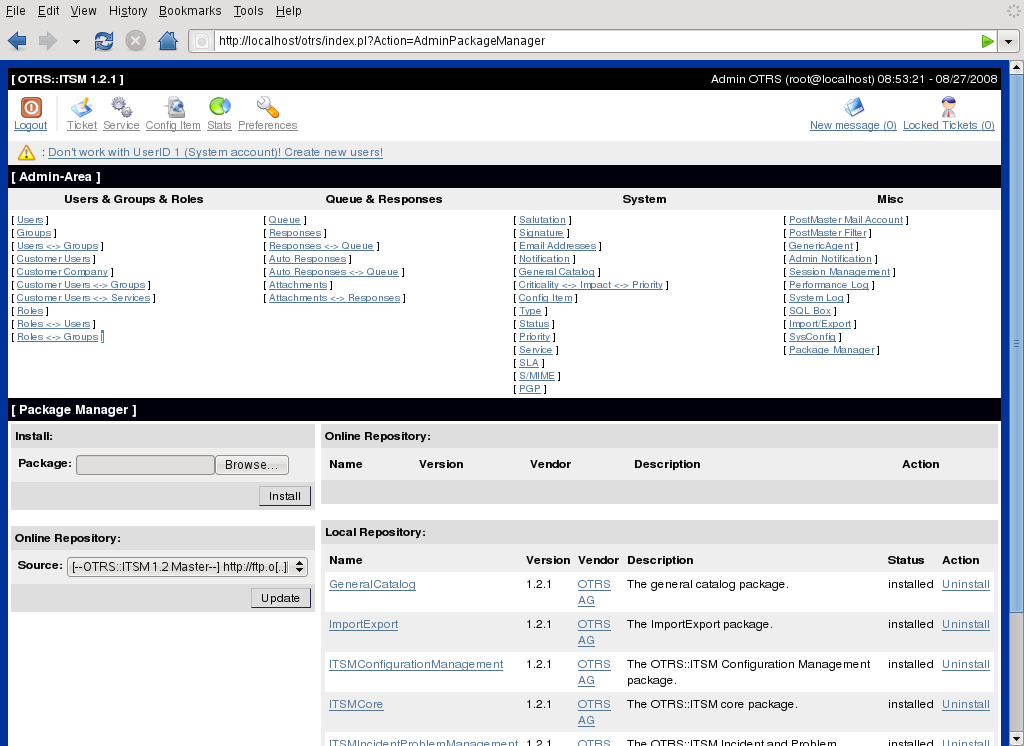 File Edit View History Bookmarks Tools Help
http://localhost/otrs/index.pl?Action=AdminPackageManager
[ OTRS::ITSM 1.2.1 ] Admin OTRS (root@localhost) 08:53:21 - 08/27/2008
Logout Ticket Service Config Item Stats Preferences New message (0) Locked Tickets (0)
: Don't work with UserID 1 (System account)! Create new users!
[ Admin-Area ]
Users & Groups & Roles Queue & Responses System Misc
[ Users ] [ Queue ] [ Salutation ] [ PostMaster Mail Account ]
[ Groups ] [ Responses ] [ Signature ] [ PostMaster Filter ]
[ Users <-> Groups ] [ Responses <-> Queue ] [ Email Addresses ] [ GenericAgent ]
[ Customer Users ] [ Auto Responses ] [ Notification ] [ Admin Notification ]
[ Customer Company ] [ Auto Responses <-> Queue ] [ General Catalog ] [ Session Management ]
[ Customer Users <-> Groups ] [ Attachments ] [ Criticality <-> Impact <-> Priority ] [ Performance Log ]
[ Customer Users <-> Services ] [ Attachments <-> Responses ] [ Config Item ] [ System Log ]
[ Roles ] [ Type ] [ SQL Box ]
[ Roles <-> Users ] [ Status ] [ Import/Export ]
[ Roles <-> Groups ] [ Priority ] [ SysConfig ]
[ Service ] [ Package Manager ]
[ SLA ]
[ S/MIME ]
[ PGP ]
[ Package Manager ]
Install:
Package: Browse...
Install
Online Repository:
Source: [--OTRS::ITSM 1.2 Master--] http://ftp.o[..]
Update
Online Repository:
Name Version Vendor Description Action
Local Repository:
Name Version Vendor Description Status Action
GeneralCatalog 1.2.1 OTRS The general catalog package. installed Uninstall
AG
ImportExport 1.2.1 OTRS The ImportExport package. installed Uninstall
AG
ITSMConfigurationManagement 1.2.1 OTRS The OTRS::ITSM Configuration Management installed Uninstall
AG package.
ITSMCore 1.2.1 OTRS The OTRS::ITSM core package. installed Uninstall
AG
ITSMIncidentProblemManagement 1.2.1 OTRS The OTRS::ITSM Incident and Problem installed Uninstall